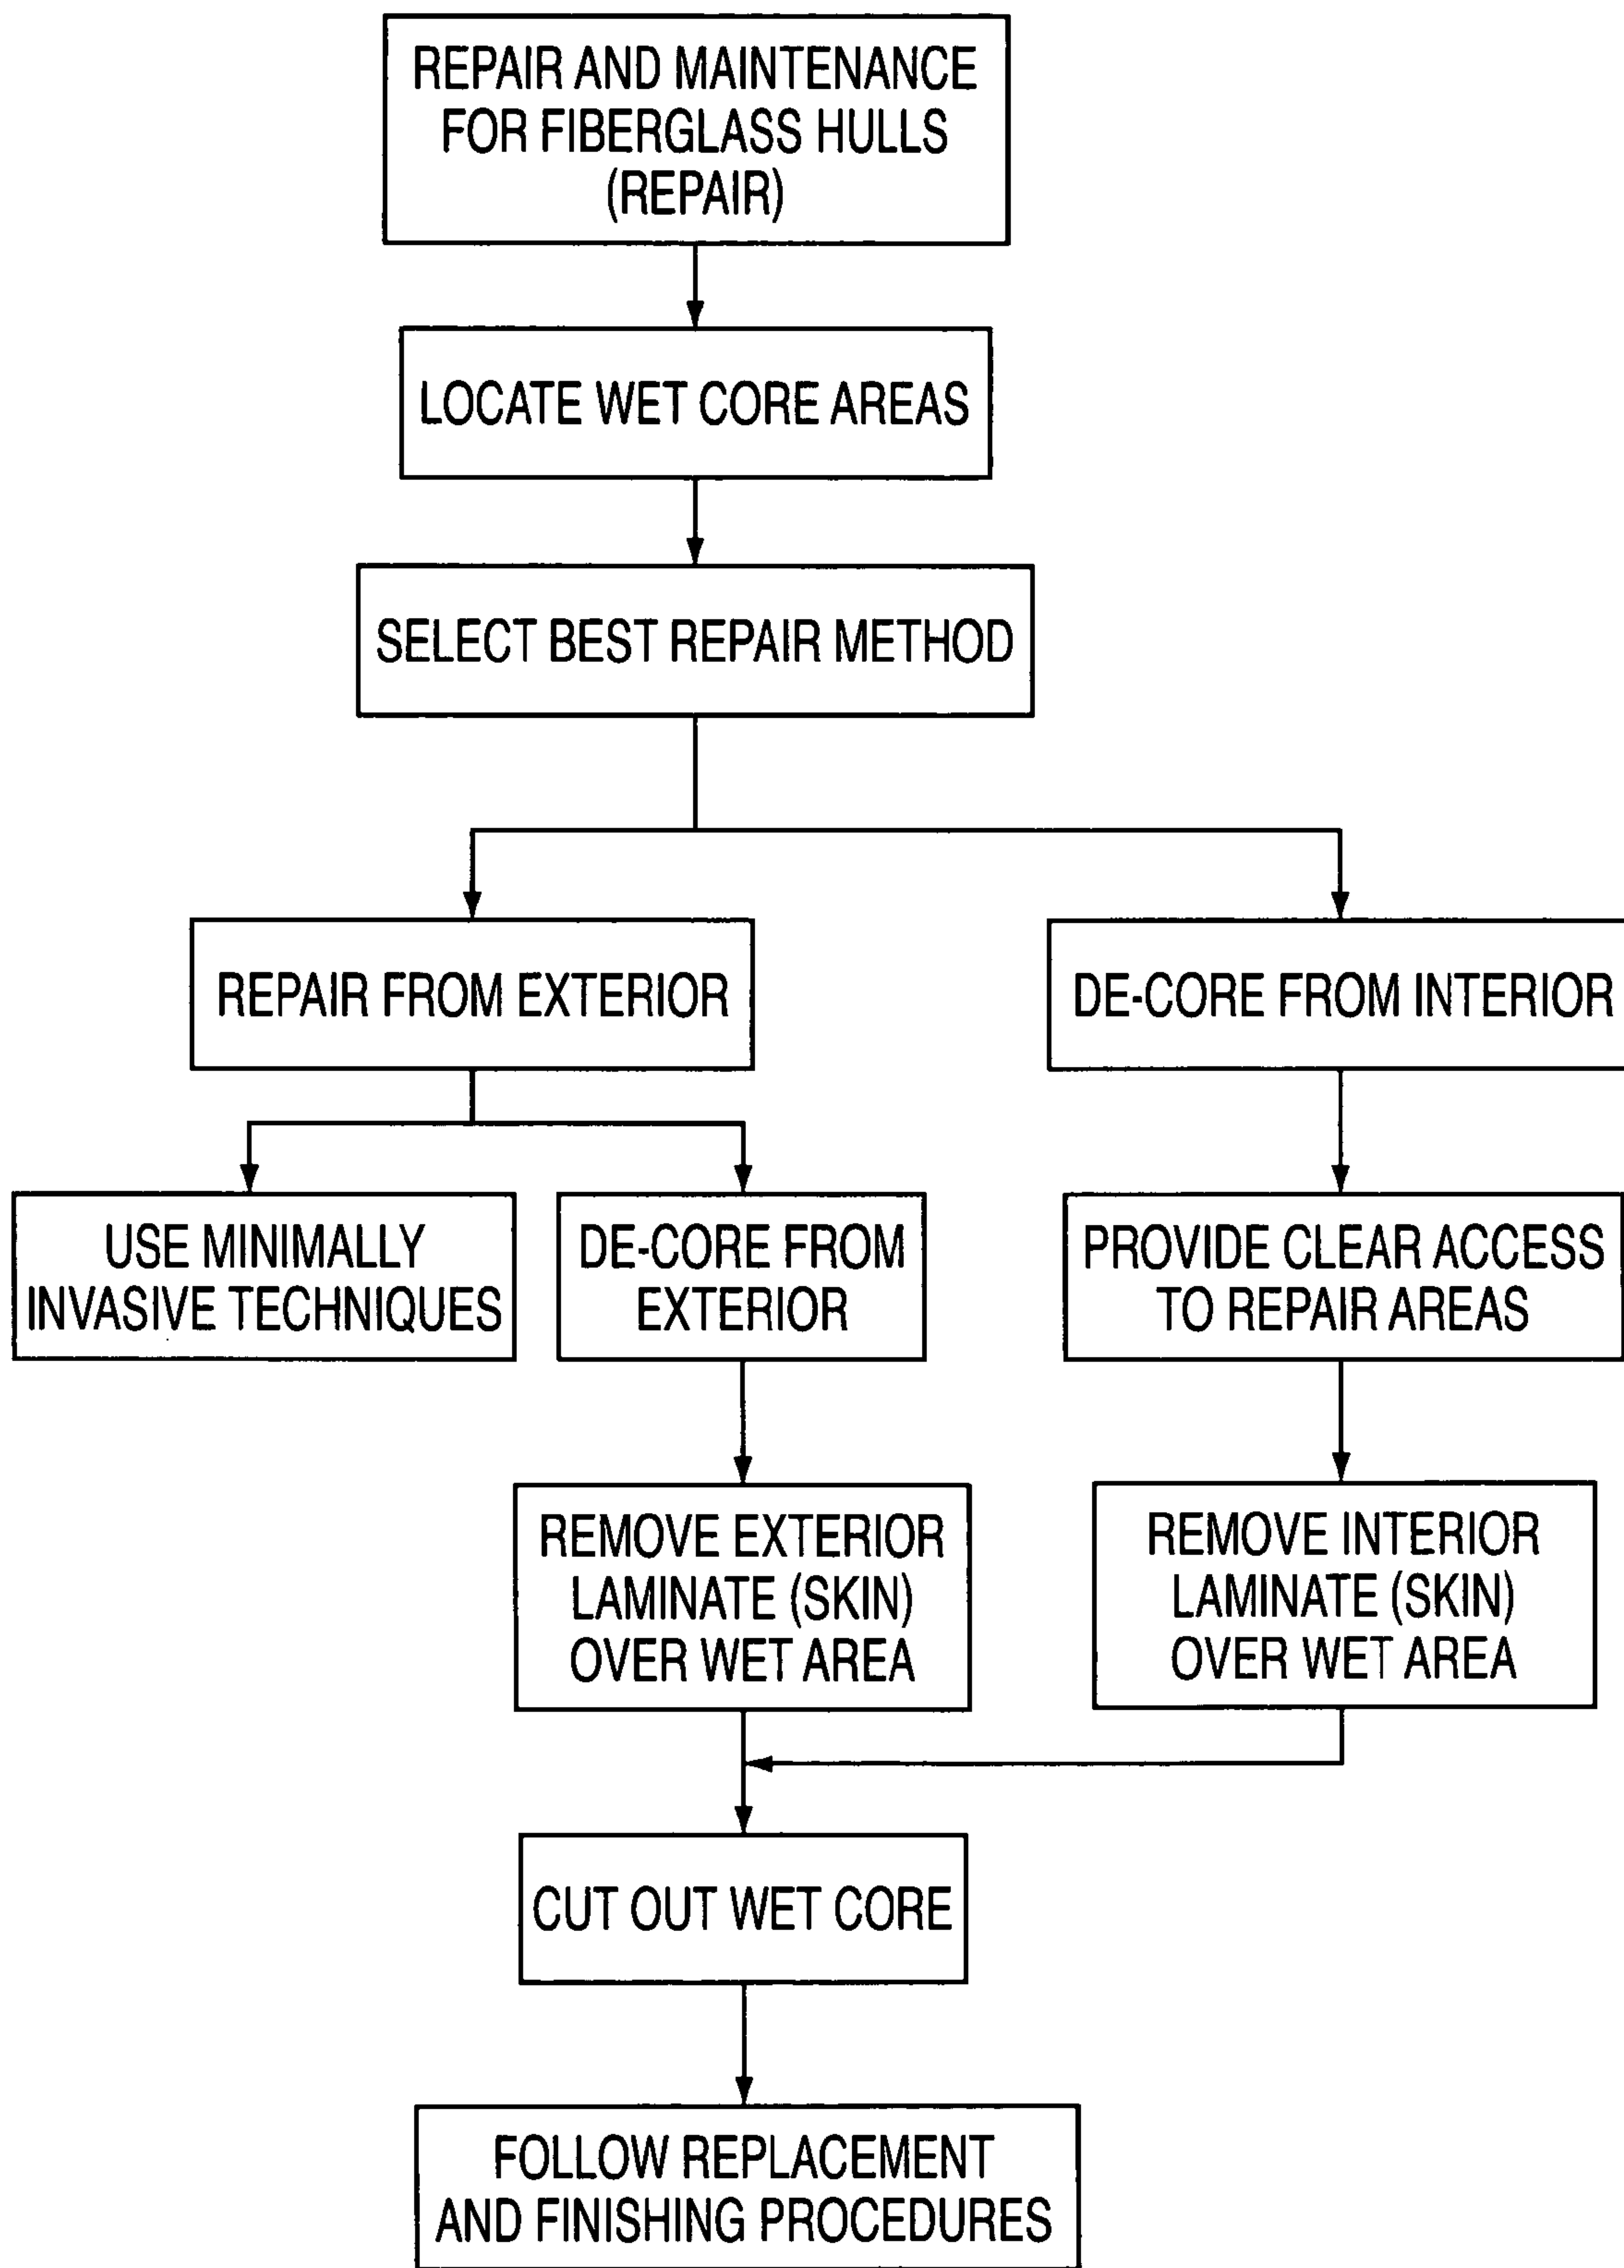 REPAIR AND MAINTENANCE
FOR FIBERGLASS HULLS
(REPAIR)
LOCATE WET CORE AREAS
SELECT BEST REPAIR METHOD
REPAIR FROM EXTERIOR
DE-CORE FROM INTERIOR
USE MINIMALLY
INVASIVE TECHNIQUES
DE-CORE FROM
EXTERIOR
PROVIDE CLEAR ACCESS
TO REPAIR AREAS
REMOVE EXTERIOR
LAMINATE (SKIN)
OVER WET AREA
REMOVE INTERIOR
LAMINATE (SKIN)
OVER WET AREA
CUT OUT WET CORE
FOLLOW REPLACEMENT
AND FINISHING PROCEDURES